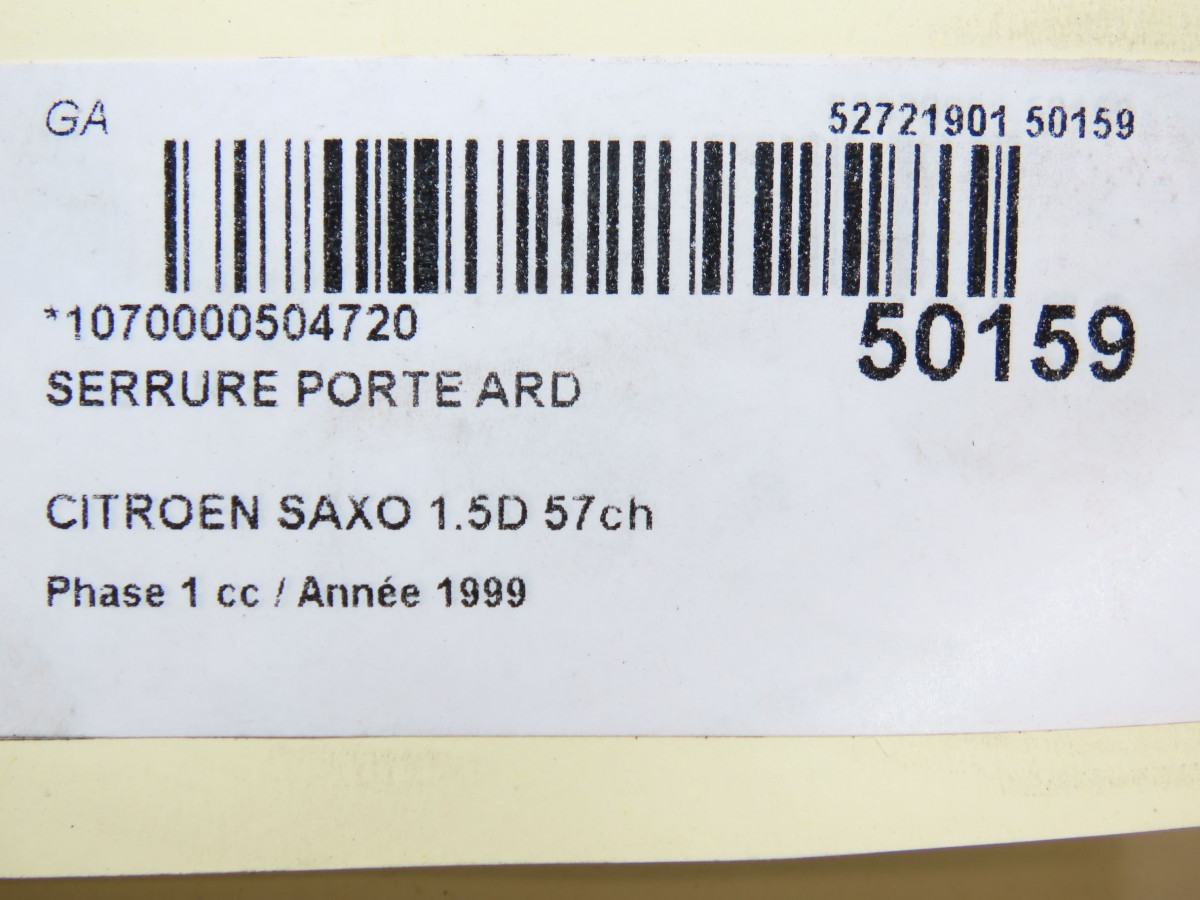 GA
52721901 50159
*1070000504720
50159
SERRURE PORTE ARD
CITROEN SAXO 1.5D 57ch
Phase 1 cc / Année 1999